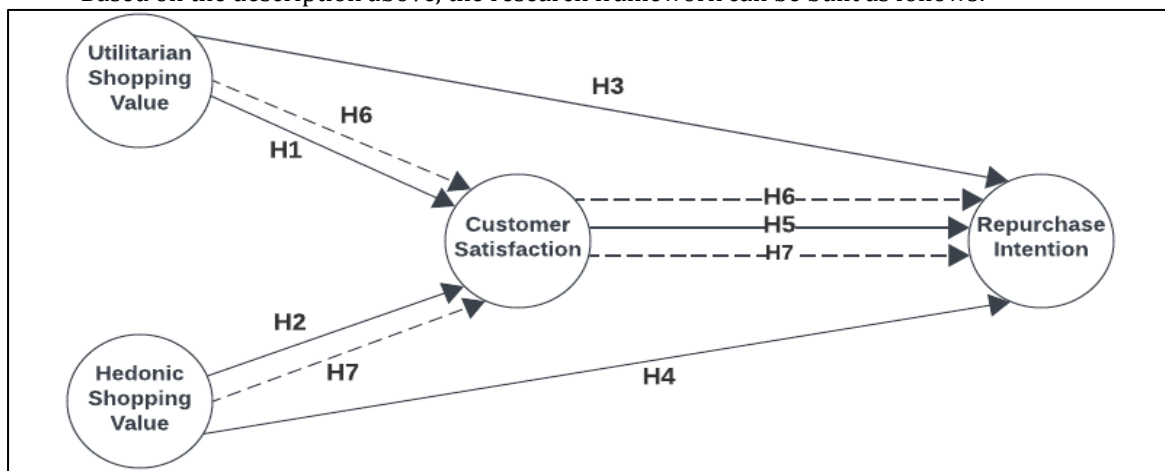 Based on the description above, the research framework can be built as follows:
Utilitarian
Shopping
Value
H3
H6
H1
H6
Customer
Satisfaction
H5
Repurchase
Intention
H7
H2
H7
H4
Hedonic
Shopping
Value